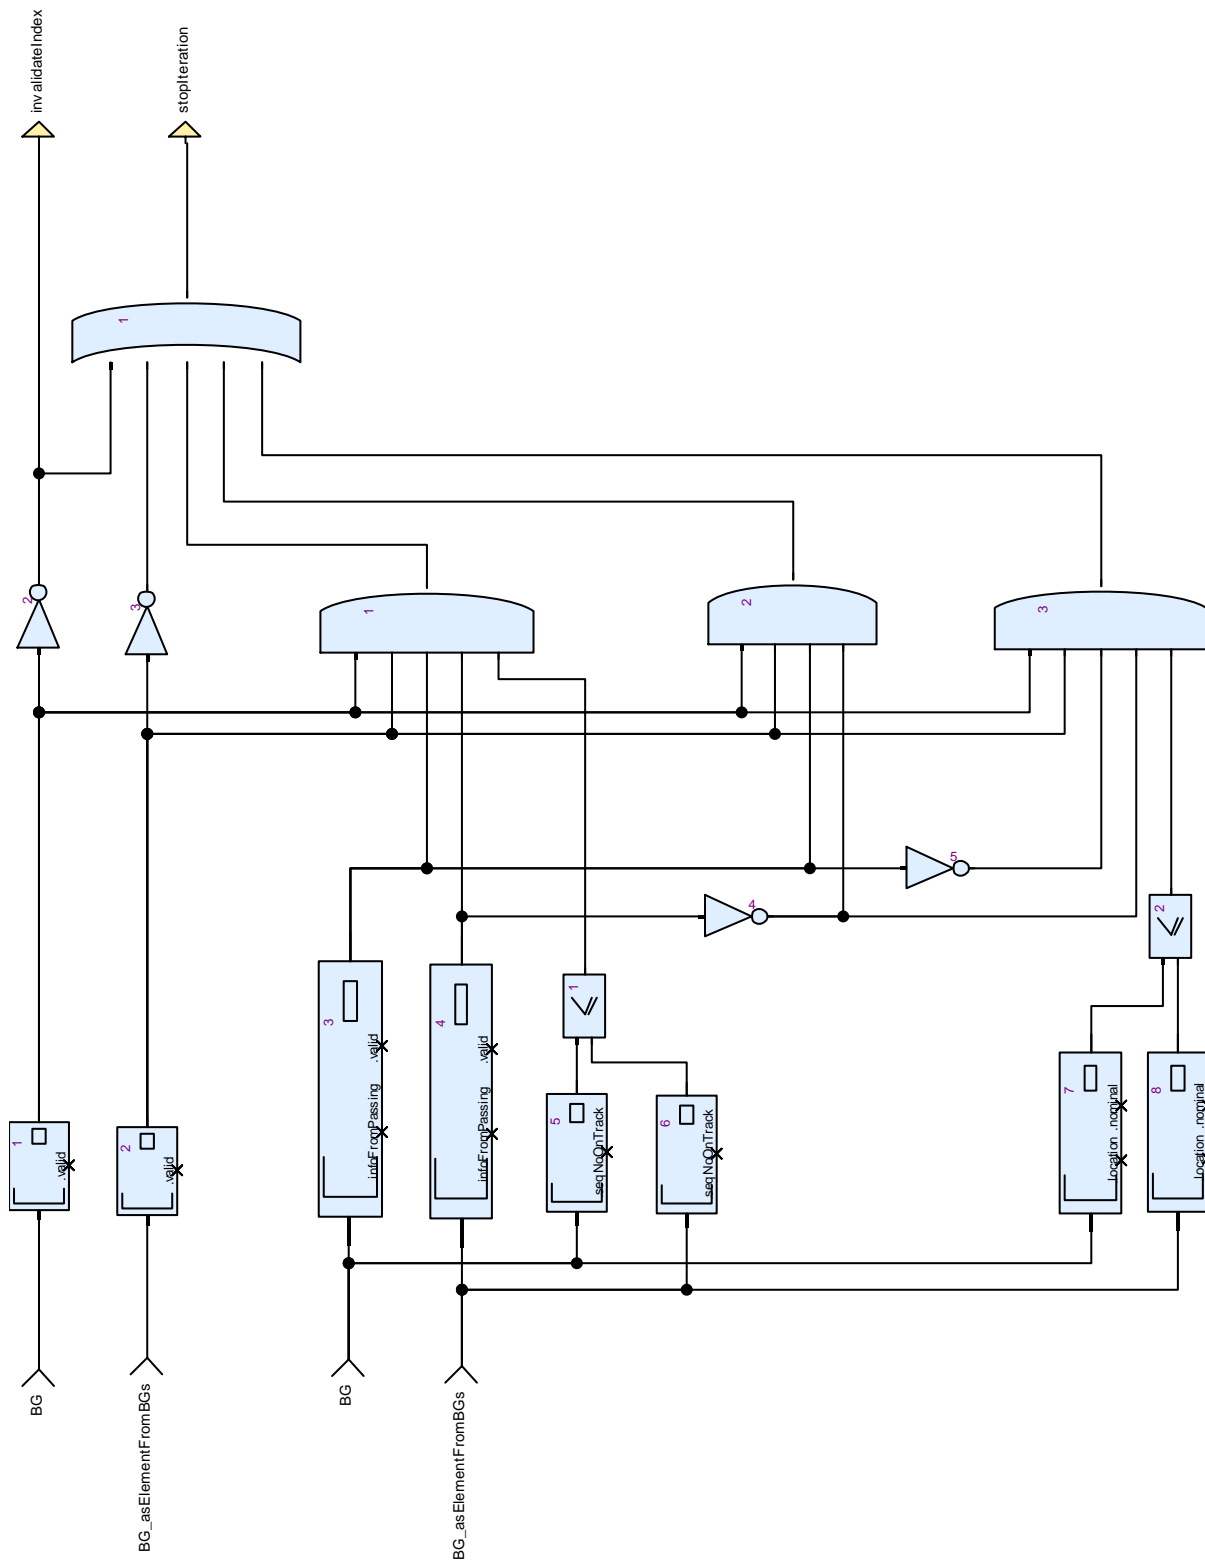 invalidateIndex
stopIteration
1
2
3
1
2
3
5
4
2
1
3
.valid
.infoFromPassing
4
.valid
.infoFromPassing
5
.seqNoOnTrack
6
.seqNoOnTrack
7
.location .nominal
8
.location .nominal
1
.valid
2
.valid
BG
BG_asElementFromBGs
BG
BG_asElementFromBGs